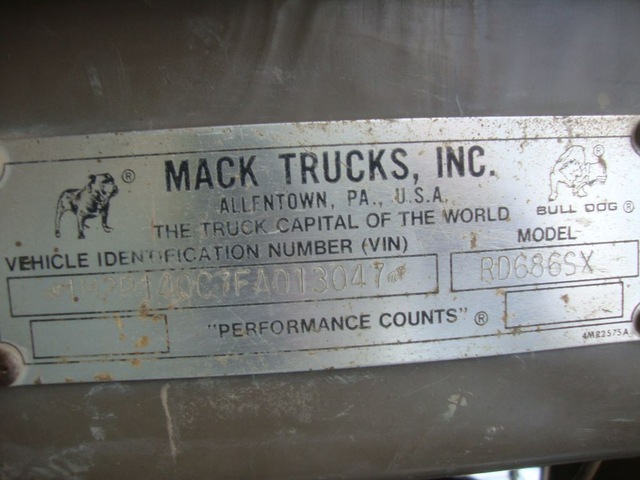 MACK TRUCKS, INC.
ALLENTOWN, PA., U.S.A.
THE TRUCK CAPITAL OF THE WORLD
BULL DOG ®
VEHICLE IDENTIFICATION NUMBER (VIN)
MODEL
RD686SX
"PERFORMANCE COUNTS" ®
4MR2575A